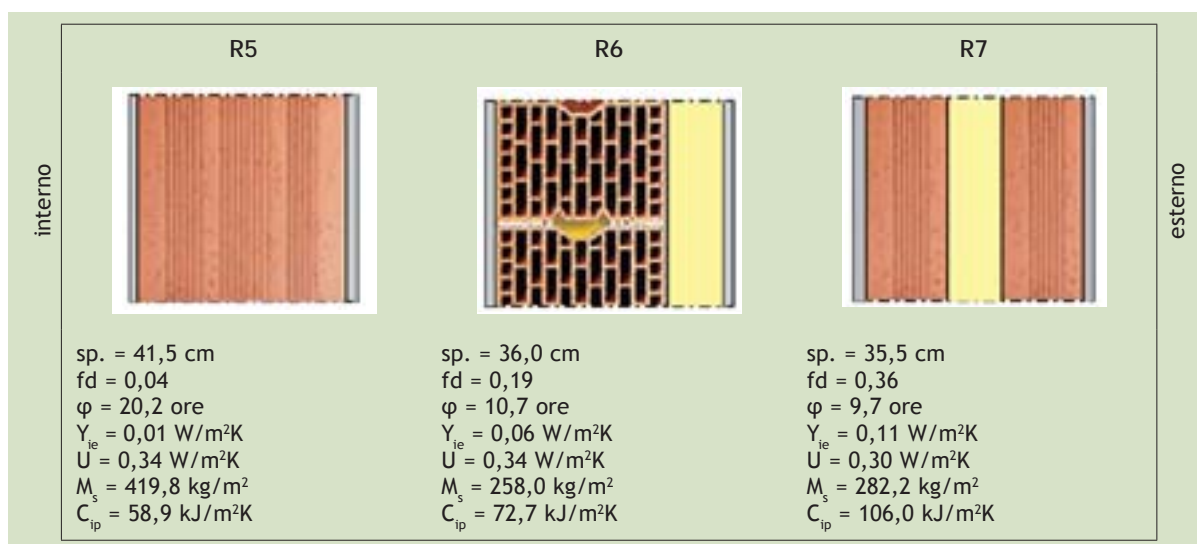 R5
R6
R7
interno
esterno
sp. = 41,5 cm
fd = 0,04
φ = 20,2 ore
Yie = 0,01 W/m²K
U = 0,34 W/m²K
Ms = 419,8 kg/m²
Cip = 58,9 kJ/m²K
sp. = 36,0 cm
fd = 0,19
φ = 10,7 ore
Yie = 0,06 W/m²K
U = 0,34 W/m²K
Ms = 258,0 kg/m²
Cip = 72,7 kJ/m²K
sp. = 35,5 cm
fd = 0,36
φ = 9,7 ore
Yie = 0,11 W/m²K
U = 0,30 W/m²K
Ms = 282,2 kg/m²
Cip = 106,0 kJ/m²K